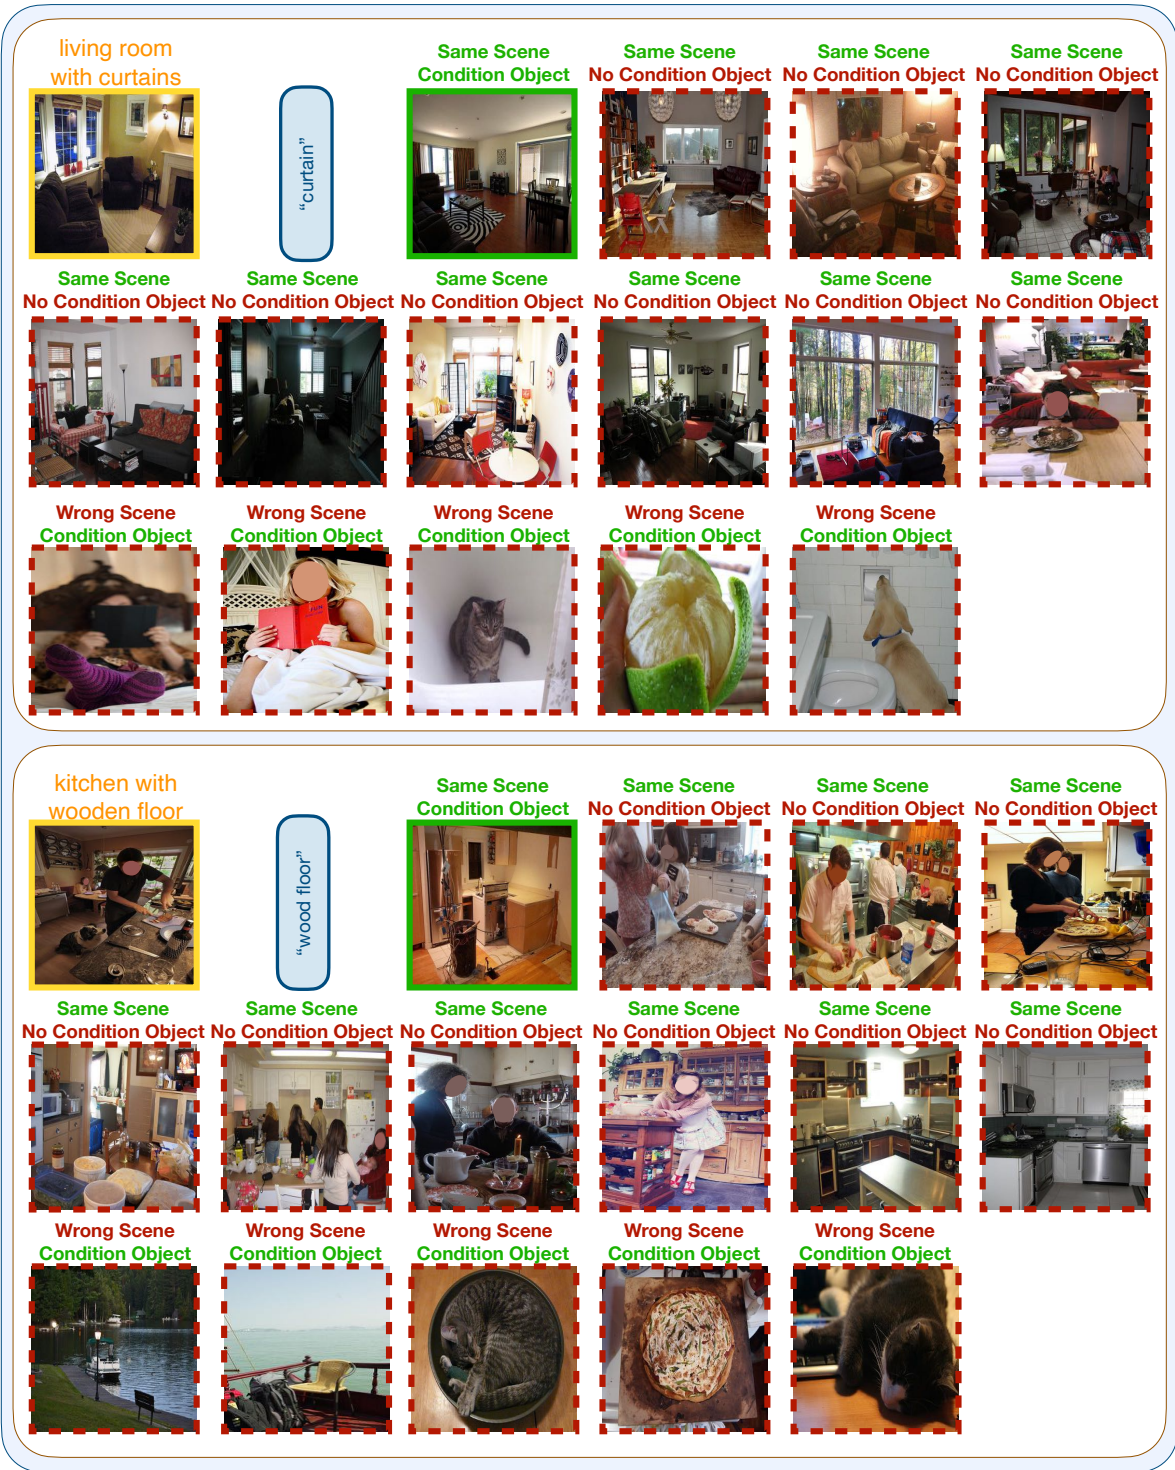 living room
with curtains
"curtain"
Same Scene
Condition Object
Same Scene
No Condition Object
Same Scene
No Condition Object
Same Scene
No Condition Object
Same Scene
No Condition Object
Same Scene
No Condition Object
Same Scene
No Condition Object
Same Scene
No Condition Object
Same Scene
No Condition Object
Same Scene
No Condition Object
Wrong Scene
Condition Object
Wrong Scene
Condition Object
Wrong Scene
Condition Object
Wrong Scene
Condition Object
Wrong Scene
Condition Object
kitchen with
wooden floor
"wood floor"
Same Scene
Condition Object
Same Scene
No Condition Object
Same Scene
No Condition Object
Same Scene
No Condition Object
Same Scene
No Condition Object
Same Scene
No Condition Object
Same Scene
No Condition Object
Same Scene
No Condition Object
Same Scene
No Condition Object
Same Scene
No Condition Object
Wrong Scene
Condition Object
Wrong Scene
Condition Object
Wrong Scene
Condition Object
Wrong Scene
Condition Object
Wrong Scene
Condition Object